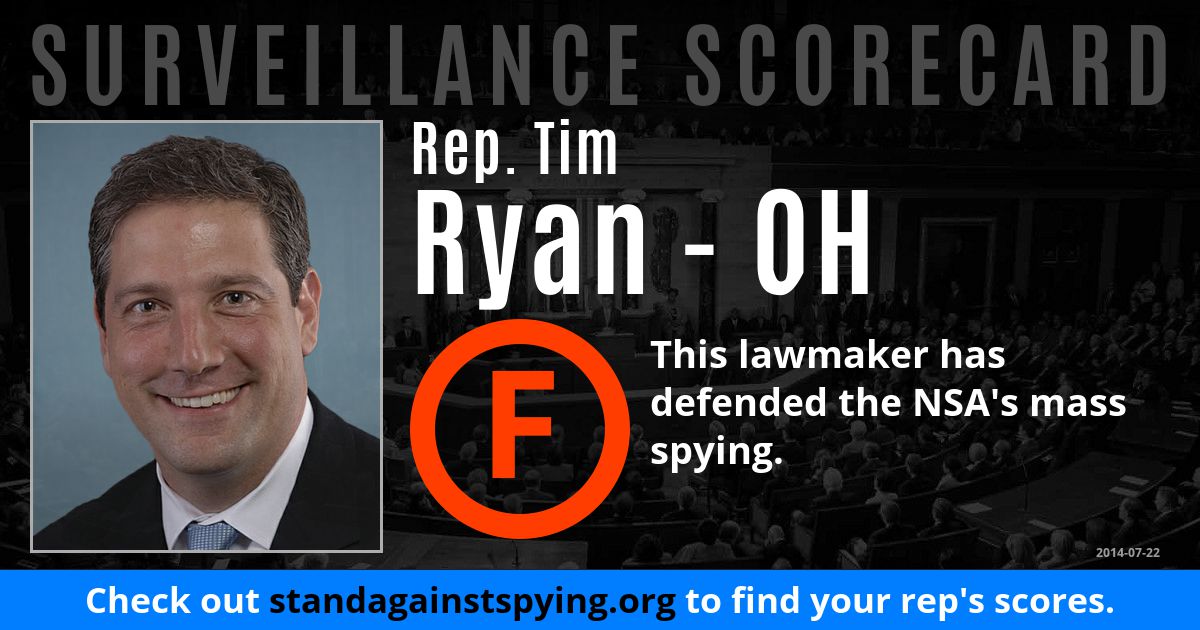 SURVEILLANCE SCORECARD
Rep. Tim
Ryan - OH
F
This lawmaker has
defended the NSA's mass
spying.
2014-07-22
Check out standagainstspying.org to find your rep's scores.